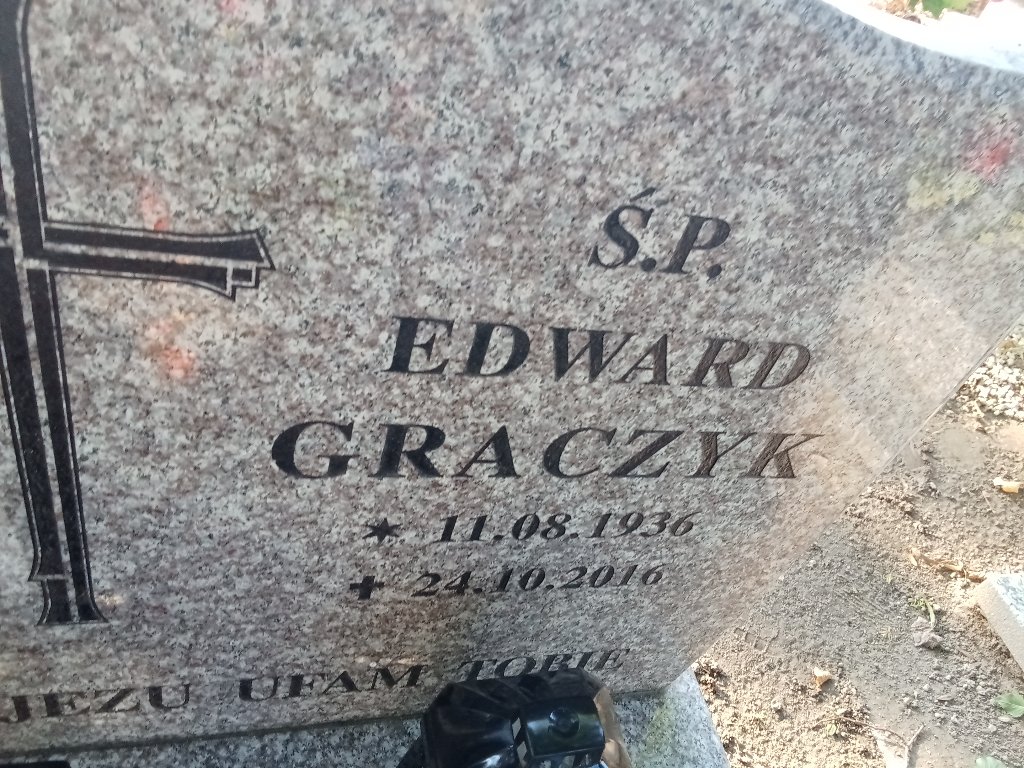 Ś.P.
EDWARD
GRACZYK
* 11.08.1936
✝ 24.10.2016
JEZU UFAM TOBIE